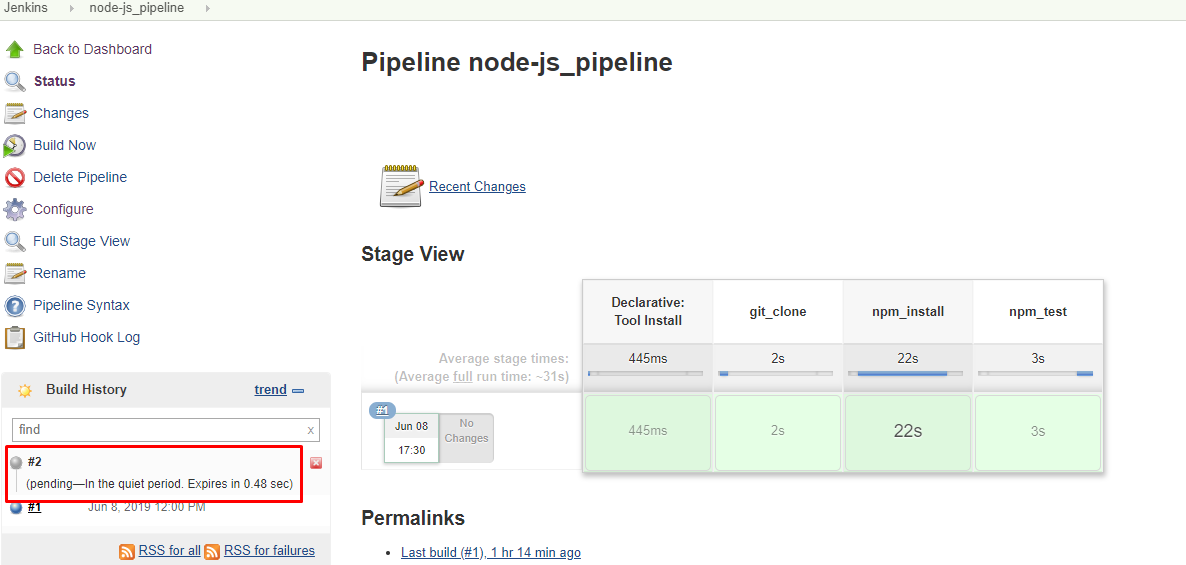 Jenkins node-js_pipeline
Back to Dashboard
Status
Changes
Build Now
Delete Pipeline
Configure
Full Stage View
Rename
Pipeline Syntax
GitHub Hook Log
Build History trend
find x
#2
(pending—In the quiet period. Expires in 0.48 sec)
#1 Jun 8, 2019 12:00 PM
RSS for all RSS for failures
Pipeline node-js_pipeline
Recent Changes
Stage View
Declarative:
Tool Install
git_clone
npm_install
npm_test
Average stage times:
(Average full run time: ~31s)
445ms
2s
22s
3s
#1
Jun 08
17:30
No
Changes
445ms
2s
22s
3s
Permalinks
Last build (#1), 1 hr 14 min ago